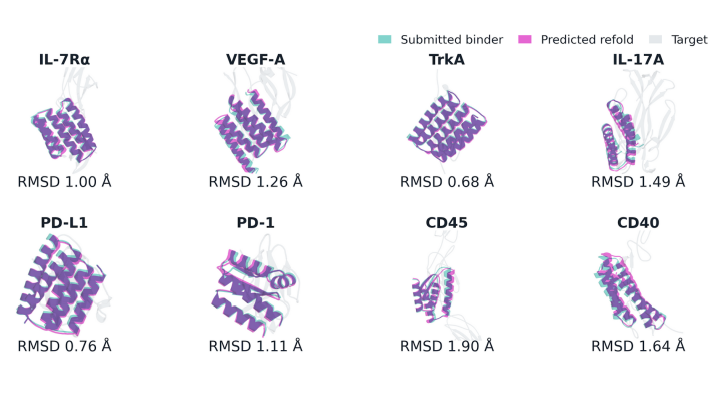 Submitted binder Predicted refold Target
IL-7Rα VEGF-A TrkA IL-17A
RMSD 1.00 Å RMSD 1.26 Å RMSD 0.68 Å RMSD 1.49 Å
PD-L1 PD-1 CD45 CD40
RMSD 0.76 Å RMSD 1.11 Å RMSD 1.90 Å RMSD 1.64 Å